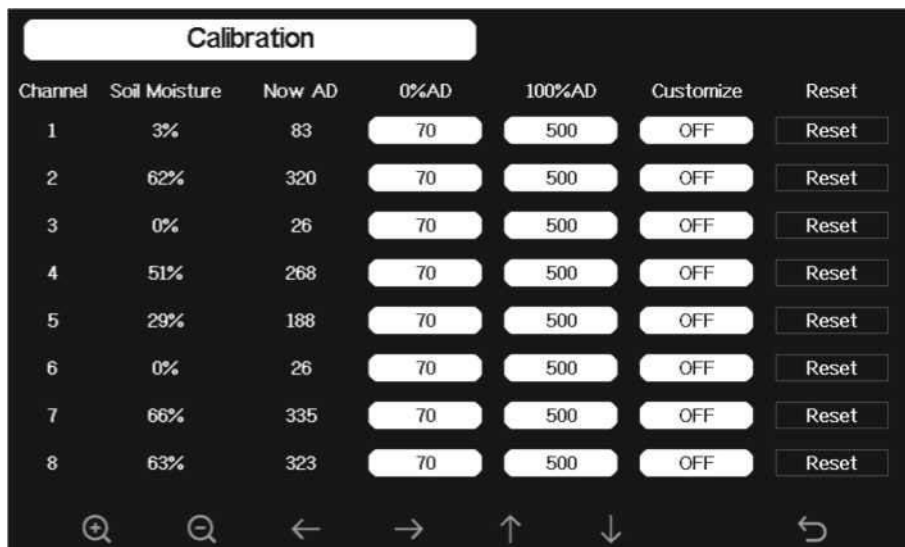 Calibration
Channel Soil Moisture Now AD 0%AD 100%AD Customize Reset
1 3% 83 70 500 OFF Reset
2 62% 320 70 500 OFF Reset
3 0% 26 70 500 OFF Reset
4 51% 268 70 500 OFF Reset
5 29% 188 70 500 OFF Reset
6 0% 26 70 500 OFF Reset
7 66% 335 70 500 OFF Reset
8 63% 323 70 500 OFF Reset